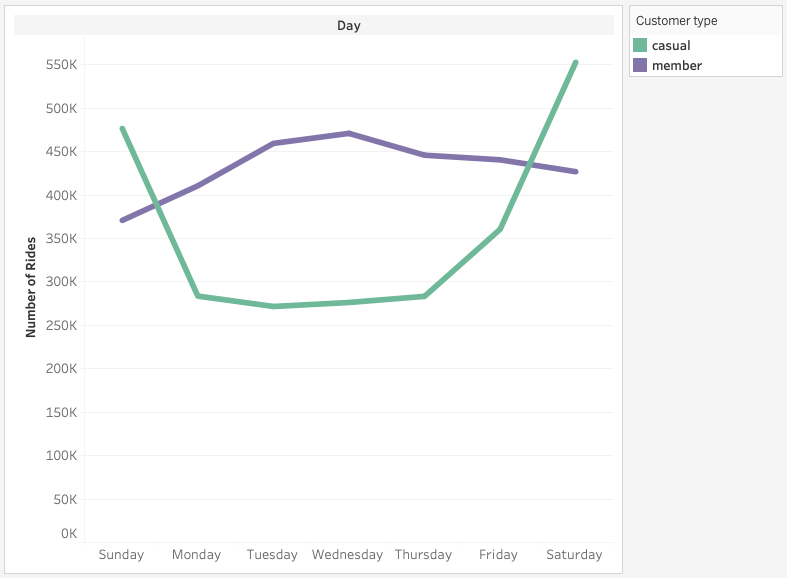 Day
Customer type
casual
member
Number of Rides
550K
500K
450K
400K
350K
300K
250K
200K
150K
100K
50K
0K
Sunday Monday Tuesday Wednesday Thursday Friday Saturday